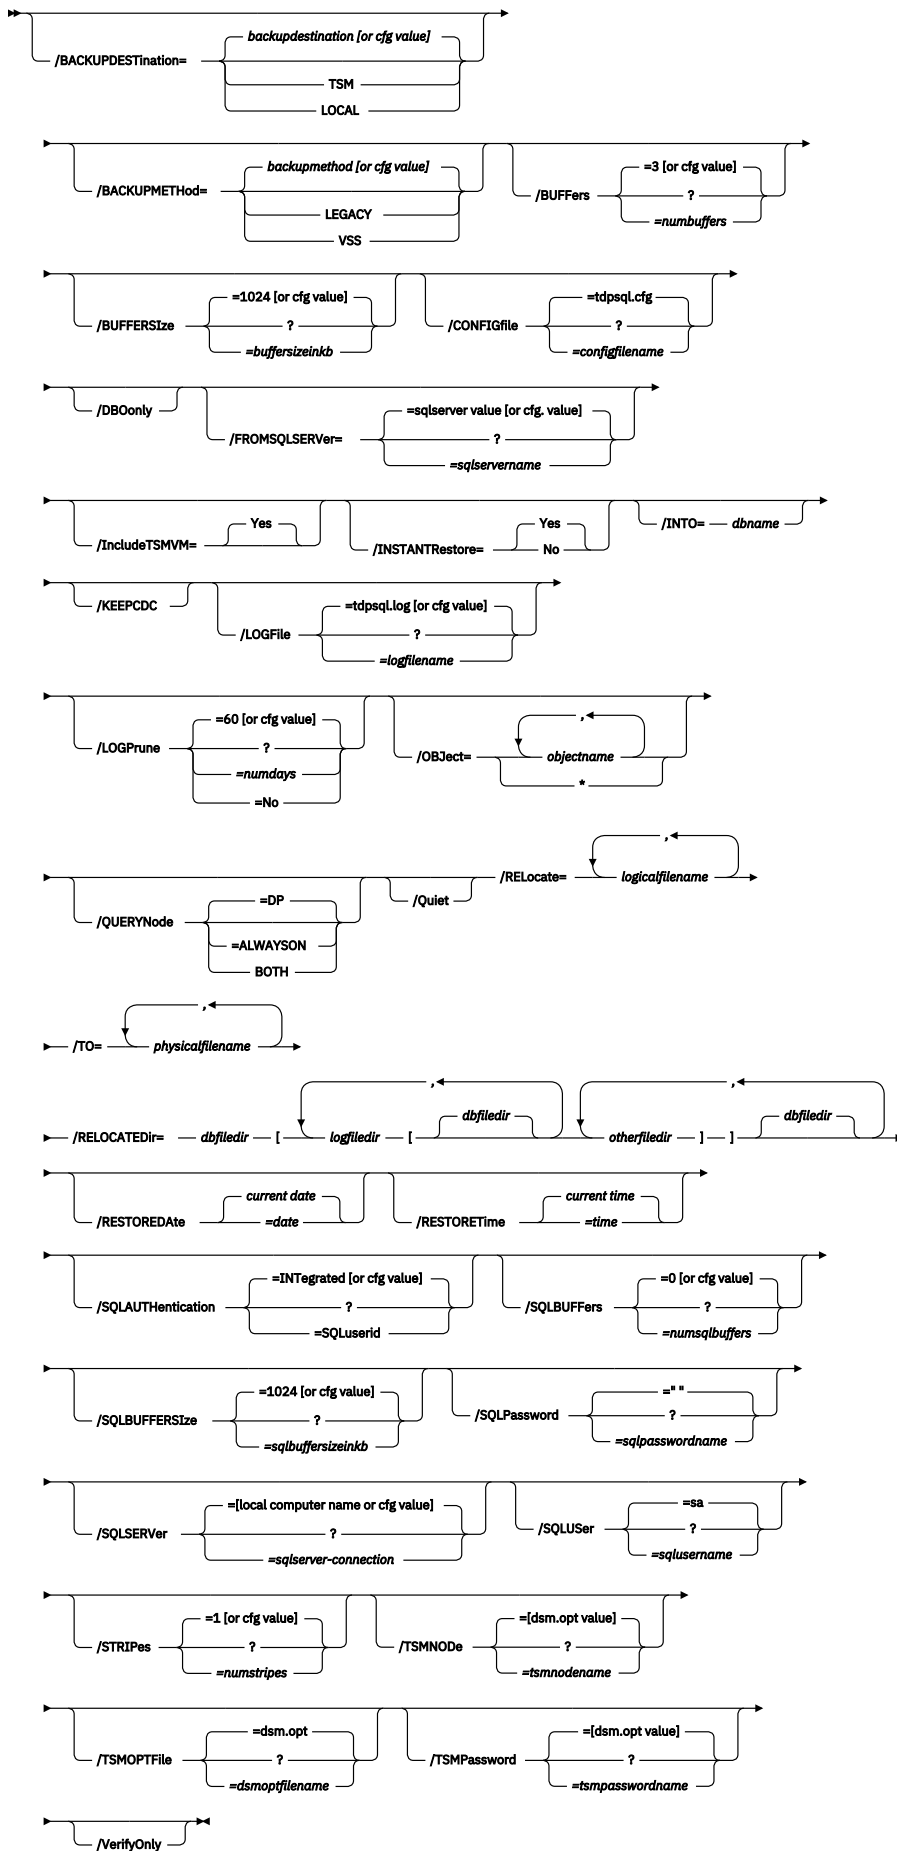 backupdestination [or cfg value]
/BACKUPDESTination=
TSM
LOCAL
backupmethod [or cfg value] =3 [or cfg value]
/BACKUPMETHod= /BUFFers ?
LEGACY =numbuffers
VSS
=1024 [or cfg value] =tdpsql.cfg
/BUFFERSIze ? /CONFIGfile ?
=buffersizeinkb =configfilename
/DBOonly =sqlserver value [or cfg. value]
/FROMSQLSERVer= ?
=sqlservername
Yes Yes /INTO= dbname
/IncludeTSMVM= /INSTANTRestore= No
/KEEPCDC =tdpsql.log [or cfg value]
/LOGFile ?
=logfilename
=60 [or cfg value] ,
/LOGPrune ? /OBJect= objectname
=numdays *
=No
,
/RELocate= logicalfilename
=DP /Quiet
/QUERYNode
=ALWAYSON
BOTH
,
/TO= physicalfilename
, ,
dbfiledir dbfiledir
/RELOCATEDir= dbfiledir [ logfiledir [ otherfiledir ] ]
current date current time
/RESTOREDAte =date /RESTORETime =time
=INTegrated [or cfg value] =0 [or cfg value]
/SQLAUTHentication ? /SQLBUFFers ?
=SQLuserid =numsqlbuffers
=1024 [or cfg value] =" "
/SQLBUFFERSIze ? /SQLPassword ?
=sqlbuffersizeinkb =sqlpasswordname
=[local computer name or cfg value] =sa
/SQLSERVer ? /SQLUSer ?
=sqlserver-connection =sqlusername
=1 [or cfg value] =[dsm.opt value]
/STRIPes ? /TSMNODe ?
=numstripes =tsmnodename
=dsm.opt =[dsm.opt value]
/TSMOPTFile ? /TSMPassword ?
=dsmoptfilename =tsmpasswordname
/VerifyOnly